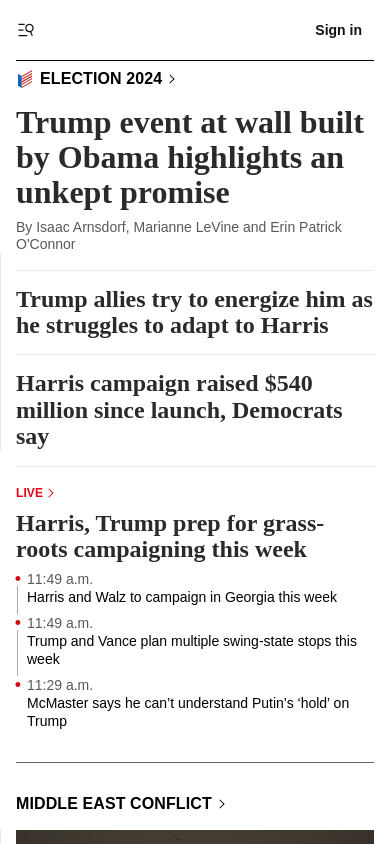 Sign in
ELECTION 2024
Trump event at wall built
by Obama highlights an
unkept promise
By Isaac Arnsdorf, Marianne LeVine and Erin Patrick
O'Connor
Trump allies try to energize him as
he struggles to adapt to Harris
Harris campaign raised $540
million since launch, Democrats
say
LIVE
Harris, Trump prep for grass-
roots campaigning this week
11:49 a.m.
Harris and Walz to campaign in Georgia this week
11:49 a.m.
Trump and Vance plan multiple swing-state stops this
week
11:29 a.m.
McMaster says he can’t understand Putin’s ‘hold’ on
Trump
MIDDLE EAST CONFLICT